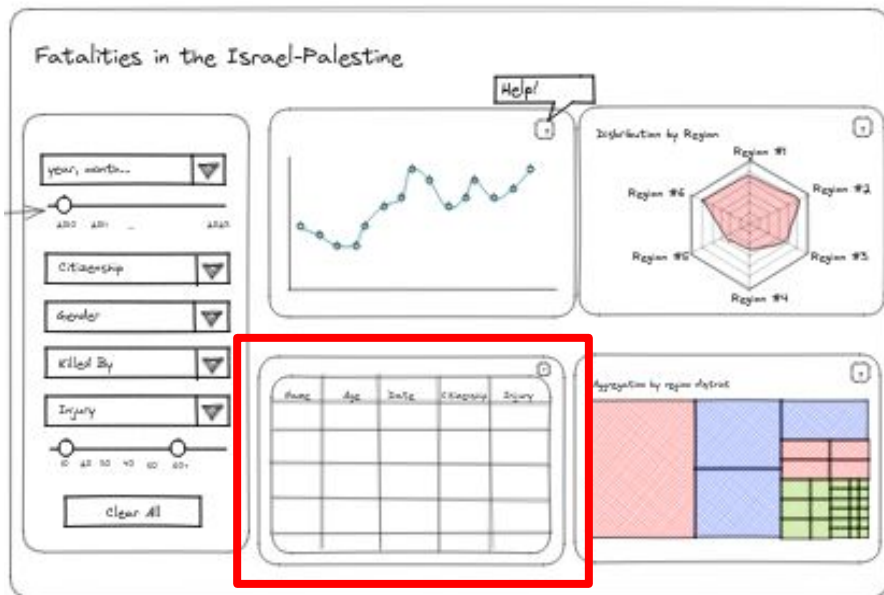 Fatalities in the Israel-Palestine
Help!
?
?
Distribution by Region
Region #1
Region #2
Region #3
Region #4
Region #5
Region #6
year, month..
Citizenship
Gender
Killed By
Injury
Clear All
Name Age Date Citizenship Injury
?
Aggregation by region district